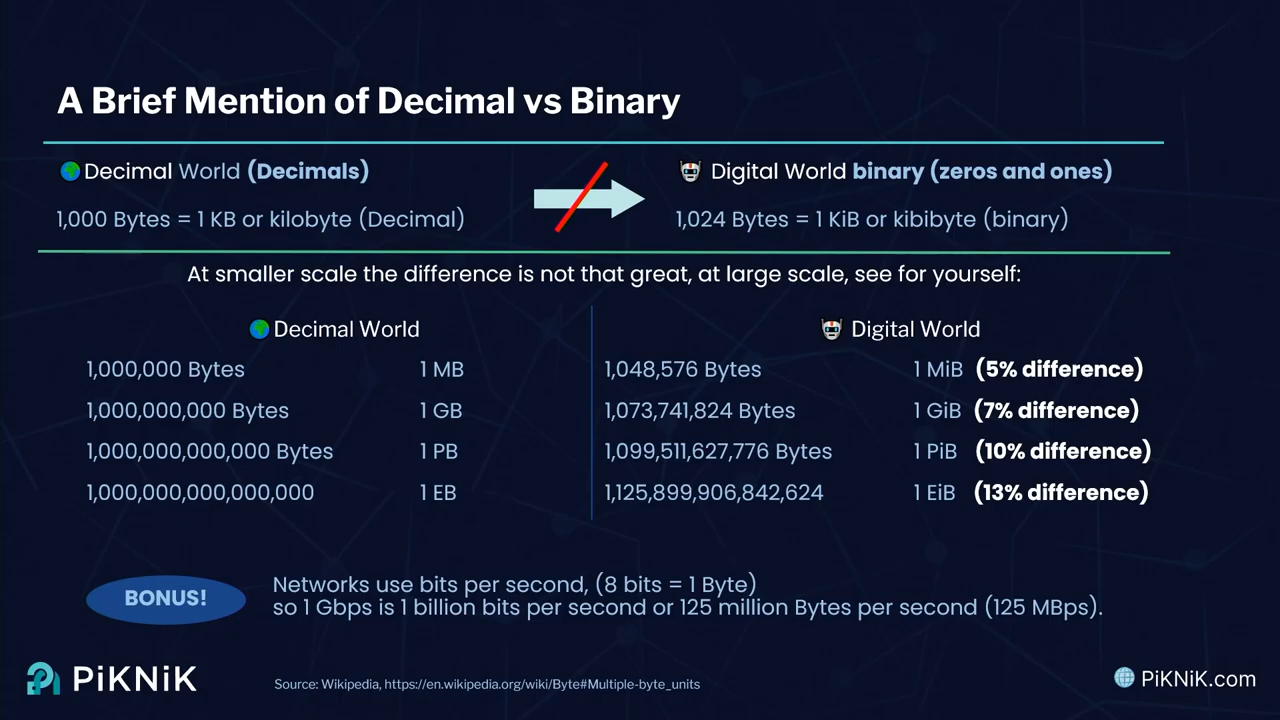 A Brief Mention of Decimal vs Binary
Decimal World (Decimals)
1,000 Bytes = 1 KB or kilobyte (Decimal)
Digital World binary (zeros and ones)
1,024 Bytes = 1 KiB or kibibyte (binary)
At smaller scale the difference is not that great, at large scale, see for yourself:
Decimal World
1,000,000 Bytes 1 MB
1,000,000,000 Bytes 1 GB
1,000,000,000,000 Bytes 1 PB
1,000,000,000,000,000 1 EB
Digital World
1,048,576 Bytes 1 MiB (5% difference)
1,073,741,824 Bytes 1 GiB (7% difference)
1,099,511,627,776 Bytes 1 PiB (10% difference)
1,125,899,906,842,624 1 EiB (13% difference)
BONUS!
Networks use bits per second, (8 bits = 1 Byte)
so 1 Gbps is 1 billion bits per second or 125 million Bytes per second (125 MBps).
PiKNiK
Source: Wikipedia, https://en.wikipedia.org/wiki/Byte#Multiple-byte_units
PiKNiK.com